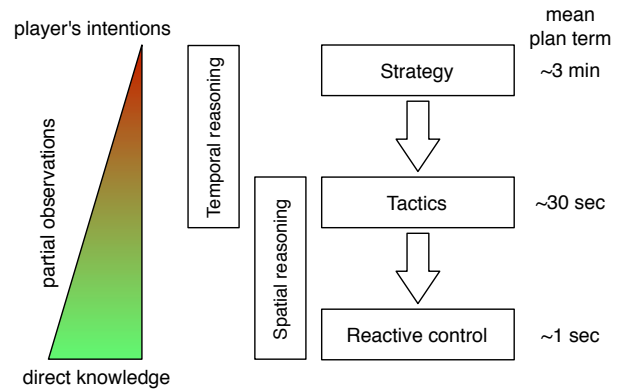 player's intentions
partial observations
direct knowledge
Temporal reasoning
Spatial reasoning
Strategy
Tactics
Reactive control
mean
plan term
~3 min
~30 sec
~1 sec